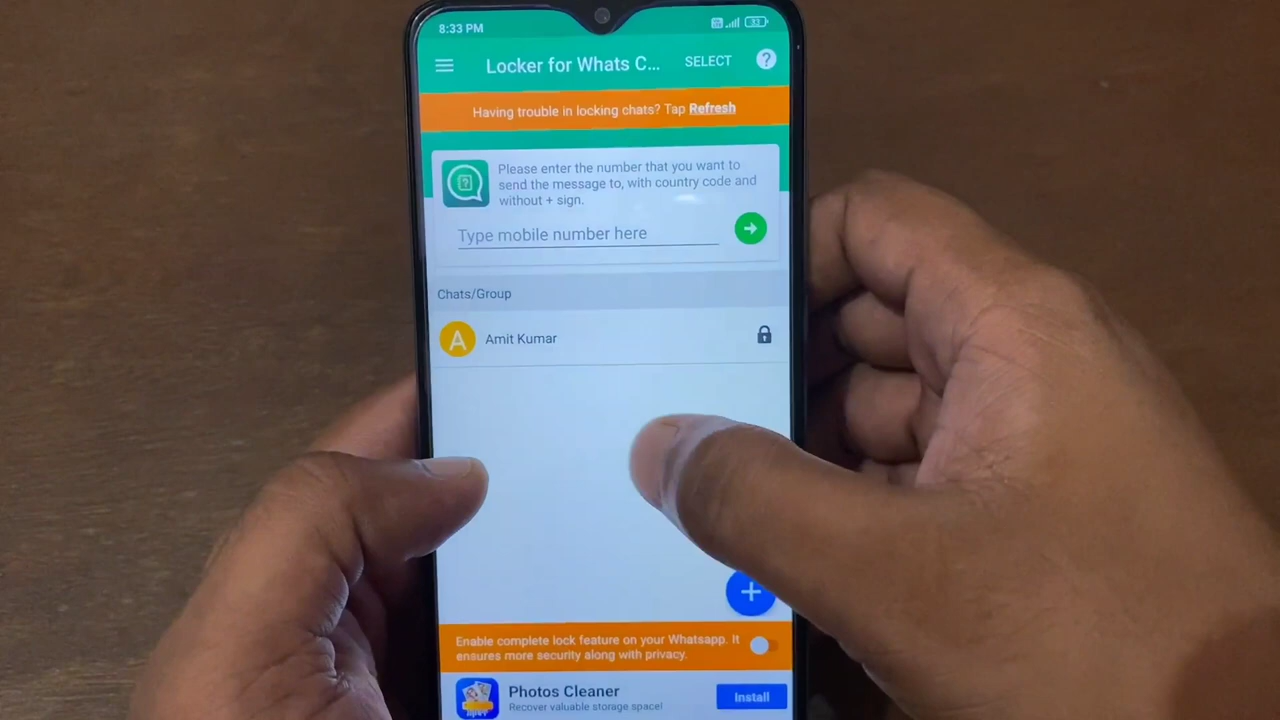 8:33 PM
33
Locker for Whats C...
SELECT
?
Having trouble in locking chats? Tap Refresh
Please enter the number that you want to
send the message to, with country code and
without + sign.
Type mobile number here
Chats/Group
A
Amit Kumar
Enable complete lock feature on your Whatsapp. It
ensures more security along with privacy.
Photos Cleaner
Recover valuable storage space!
Install